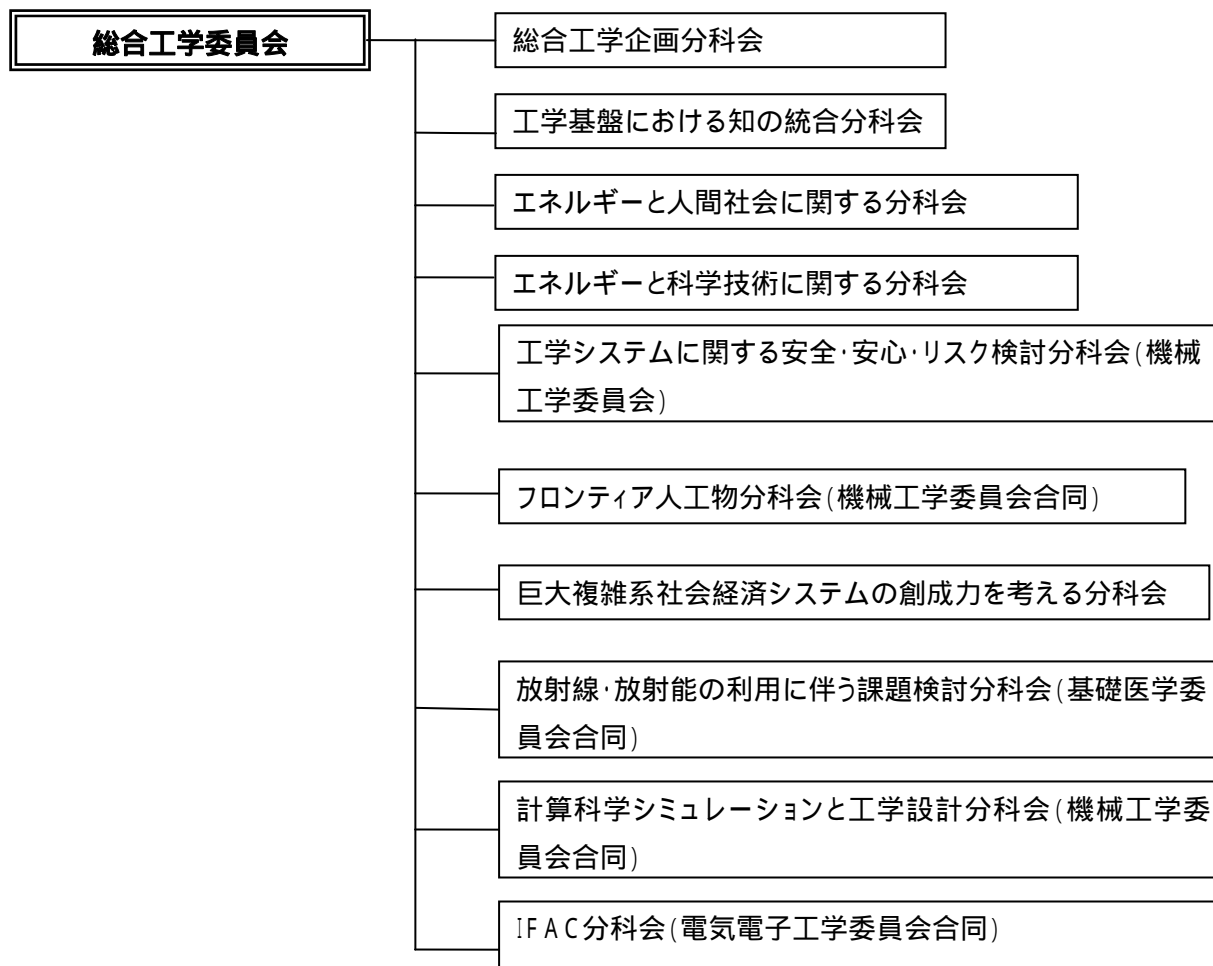 総合工学委員会
総合工学企画分科会
工学基盤における知の統合分科会
エネルギーと人間社会に関する分科会
エネルギーと科学技術に関する分科会
工学システムに関する安全・安心・リスク検討分科会(機械
工学委員会)
フロンティア人工物分科会(機械工学委員会合同)
巨大複雑系社会経済システムの創成力を考える分科会
放射線・放射能の利用に伴う課題検討分科会(基礎医学委
員会合同)
計算科学シミュレーションと工学設計分科会(機械工学委
員会合同)
IFAC分科会(電気電子工学委員会合同)